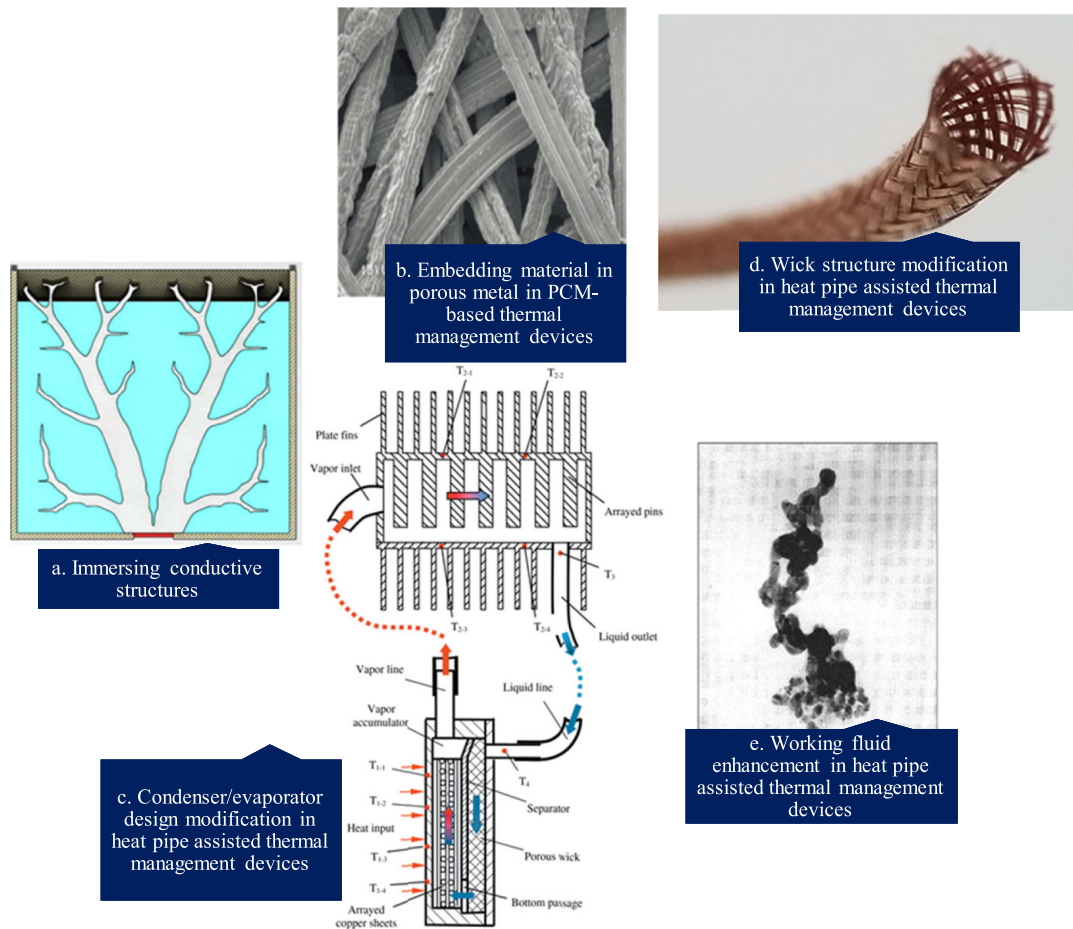 b. Embedding material in
porous metal in PCM-
based thermal
management devices
d. Wick structure modification
in heat pipe assisted thermal
management devices
a. Immersing conductive
structures
T2-1
T2-2
Plate fins
Vapor inlet
Arrayed pins
T3
T2-3
T2-4
Liquid outlet
Vapor line
Liquid line
Vapor
accumulator
T1-1
T4
Separator
T1-2
Heat input
T1-3
Porous wick
T1-4
Arrayed
copper sheets
Bottom passage
c. Condenser/evaporator
design modification in
heat pipe assisted thermal
management devices
e. Working fluid
enhancement in heat pipe
assisted thermal management
devices